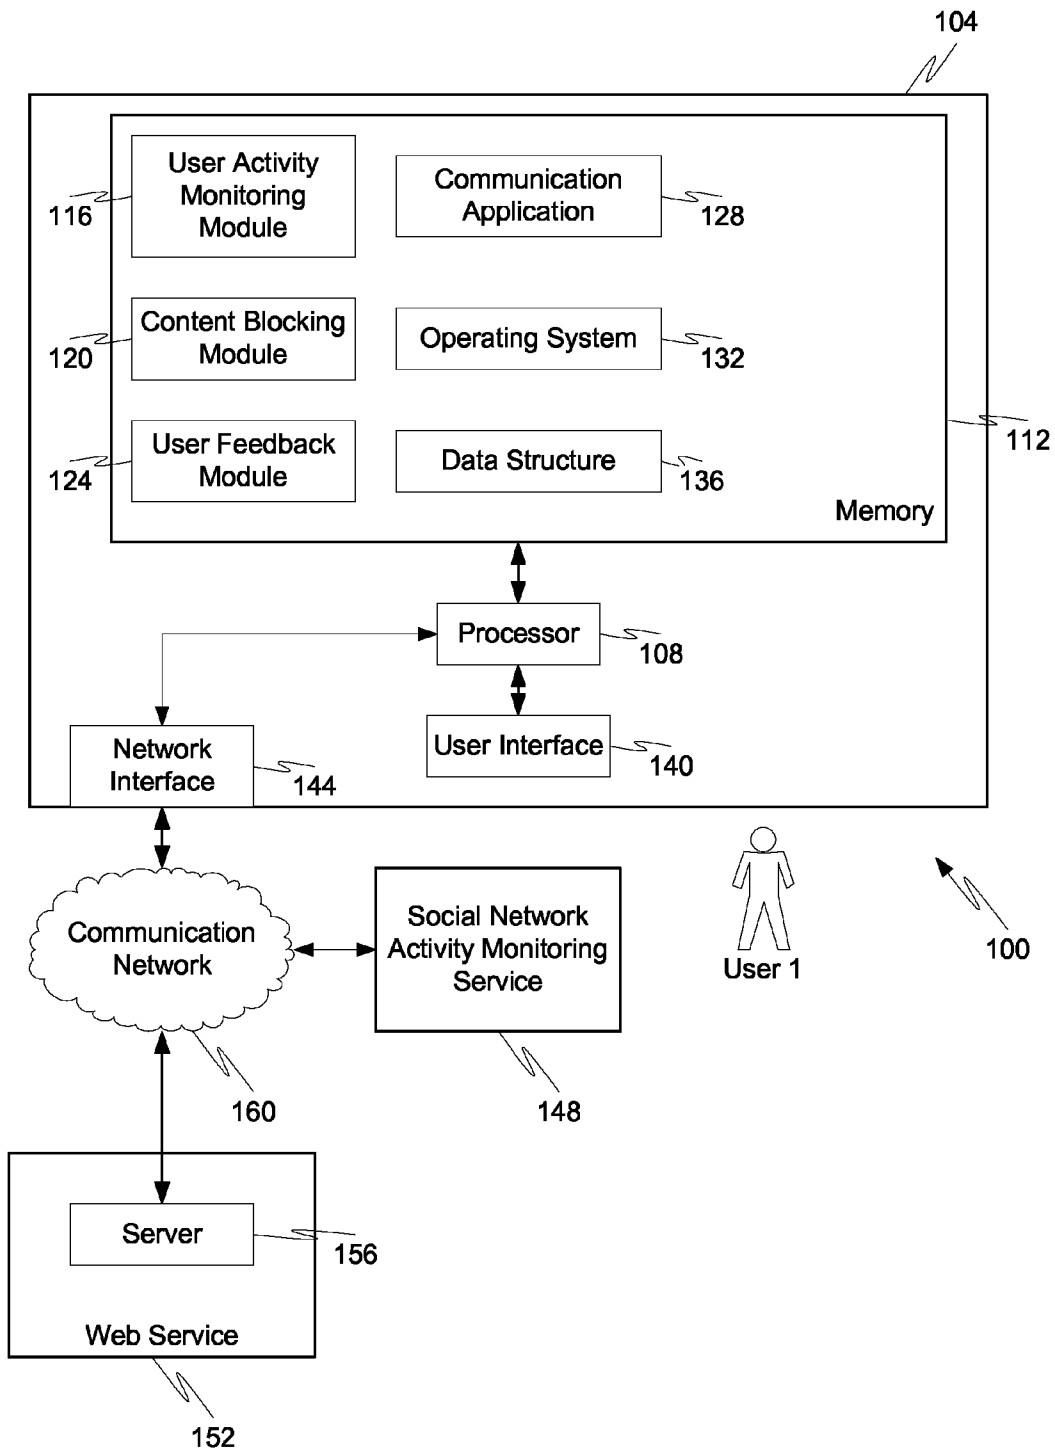 104
User Activity
Monitoring
Module
116
Communication
Application
128
Content Blocking
Module
120
Operating System
132
User Feedback
Module
124
Data Structure
136
112
Memory
Processor
108
User Interface
140
Network
Interface
144
Communication
Network
160
Social Network
Activity Monitoring
Service
148
User 1
100
Server
156
Web Service
152